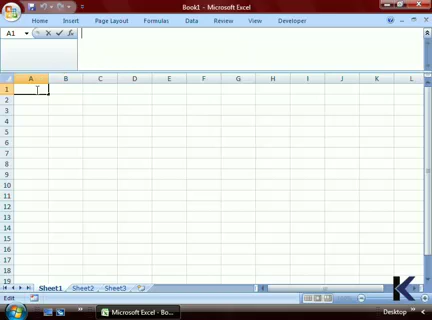 Book1 - Microsoft Excel
Home Insert Page Layout Formulas Data Review View Developer
A1 fx
A B C D E F G H I J K L
1
2
3
4
5
6
7
8
9
10
11
12
13
14
15
16
17
18
19
Sheet1 Sheet2 Sheet3
K
Edit
Microsoft Excel - Bo... Desktop